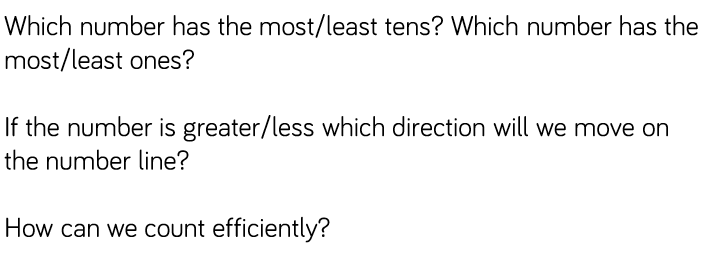 Which number has the most/least tens? Which number has the
most/least ones?
If the number is greater/less which direction will we move on
the number line?
How can we count efficiently?